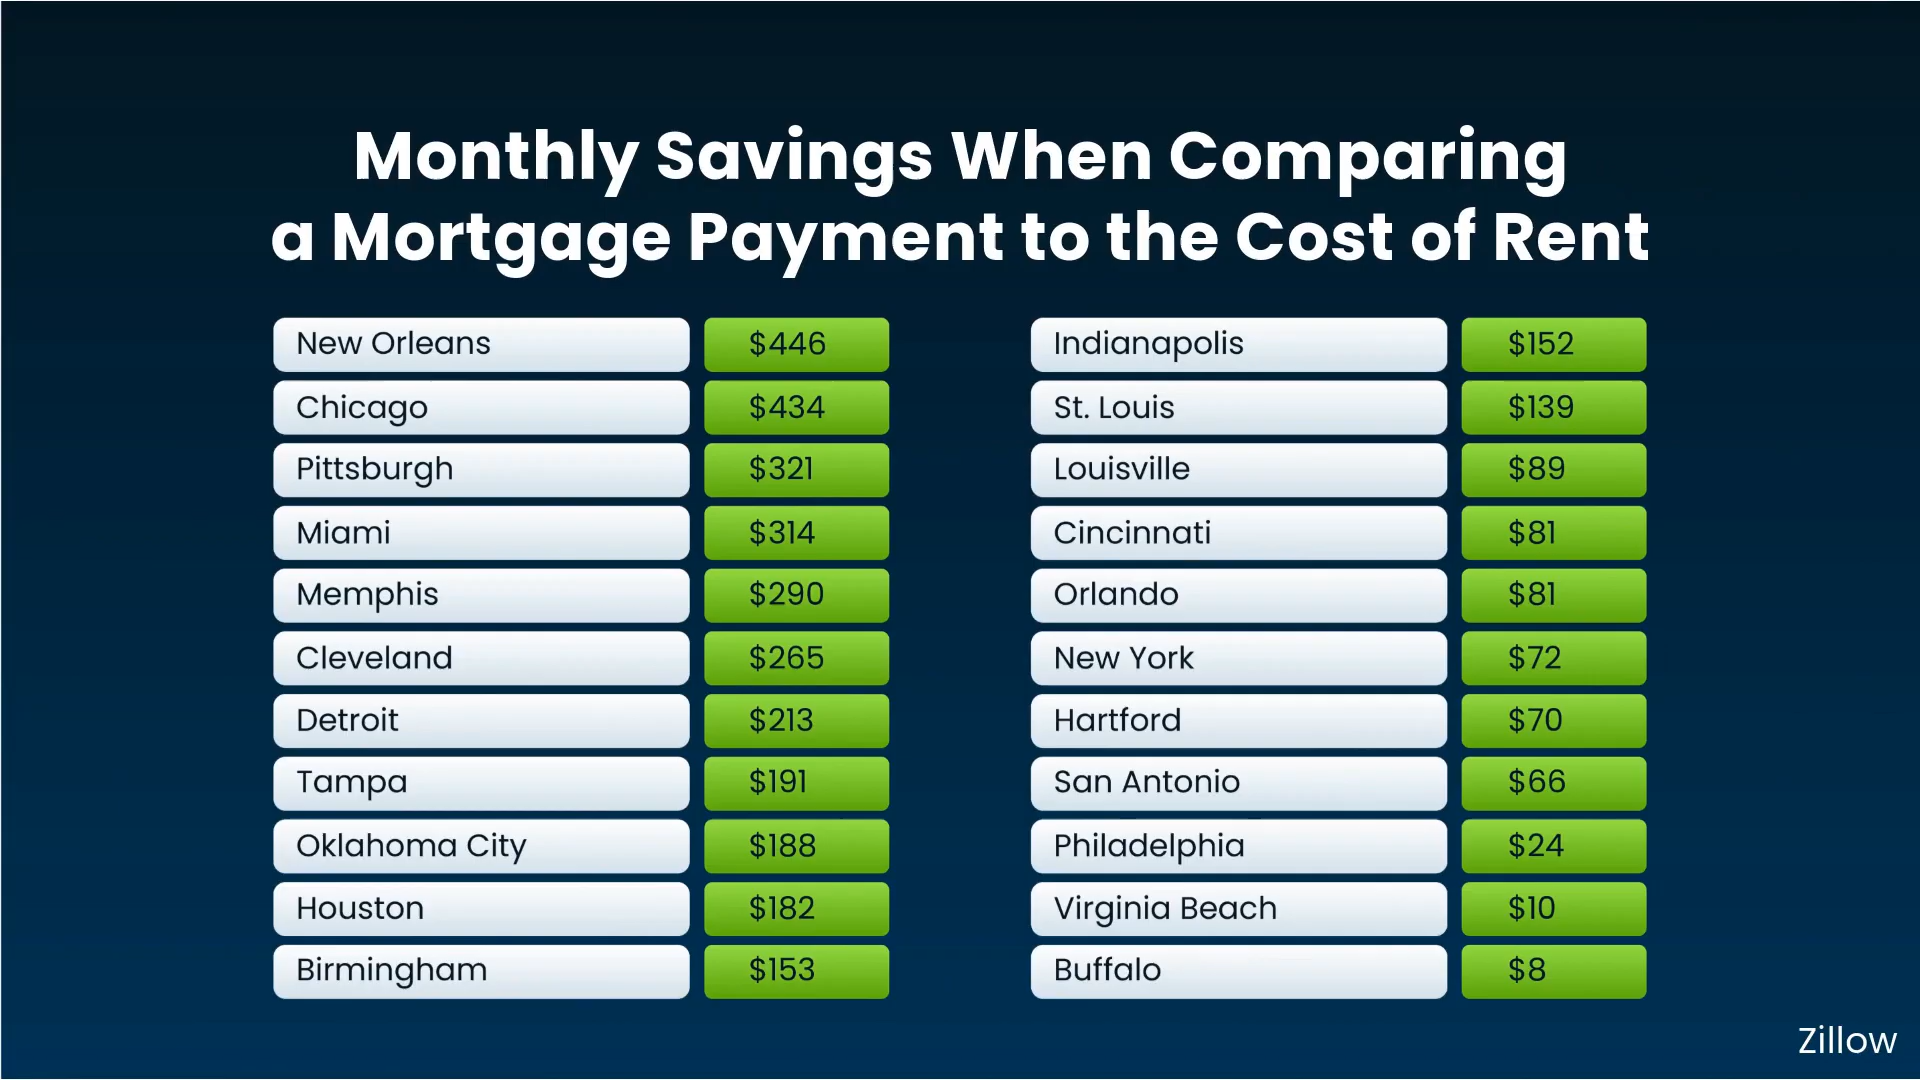 Monthly Savings When Comparing
a Mortgage Payment to the Cost of Rent
New Orleans $446
Chicago $434
Pittsburgh $321
Miami $314
Memphis $290
Cleveland $265
Detroit $213
Tampa $191
Oklahoma City $188
Houston $182
Birmingham $153
Indianapolis $152
St. Louis $139
Louisville $89
Cincinnati $81
Orlando $81
New York $72
Hartford $70
San Antonio $66
Philadelphia $24
Virginia Beach $10
Buffalo $8
Zillow